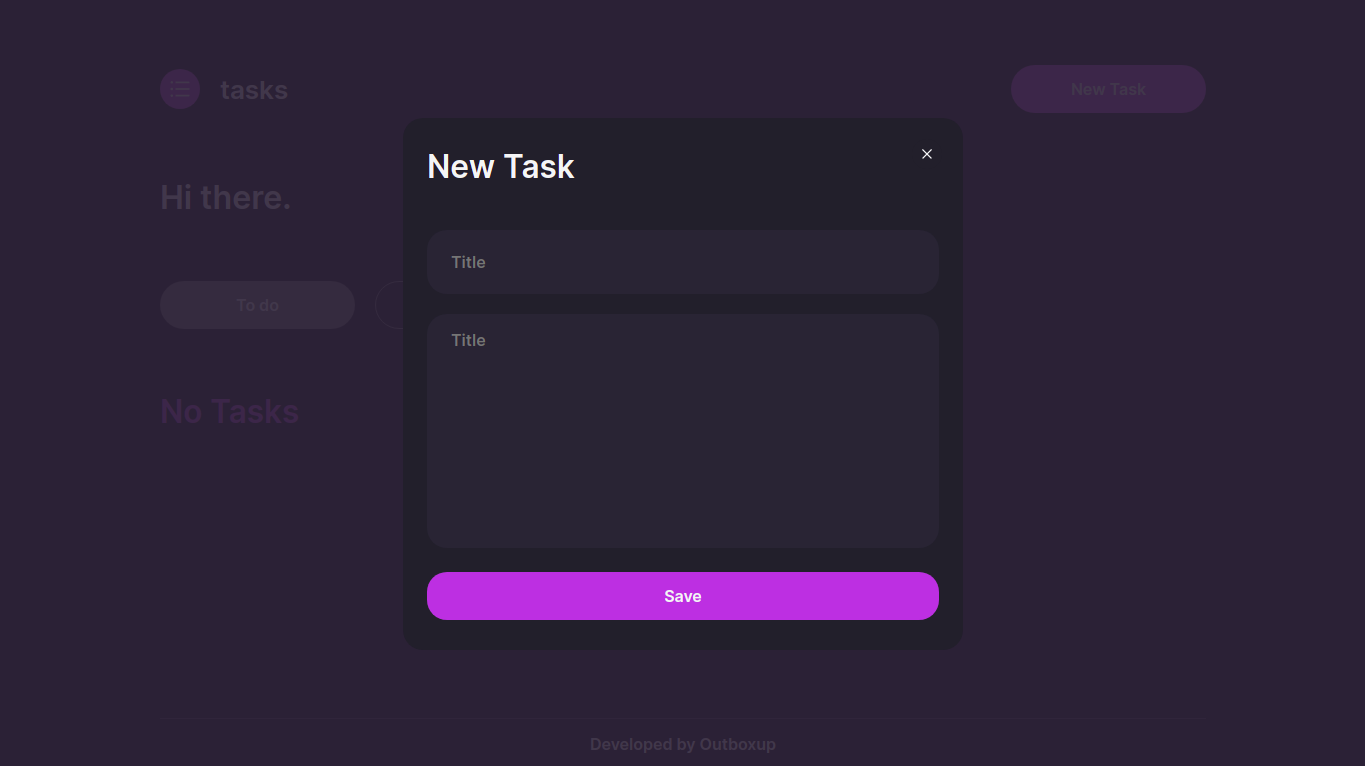 tasks
New Task
Hi there.
To do
No Tasks
New Task
Title
Title
Save
Developed by Outboxup